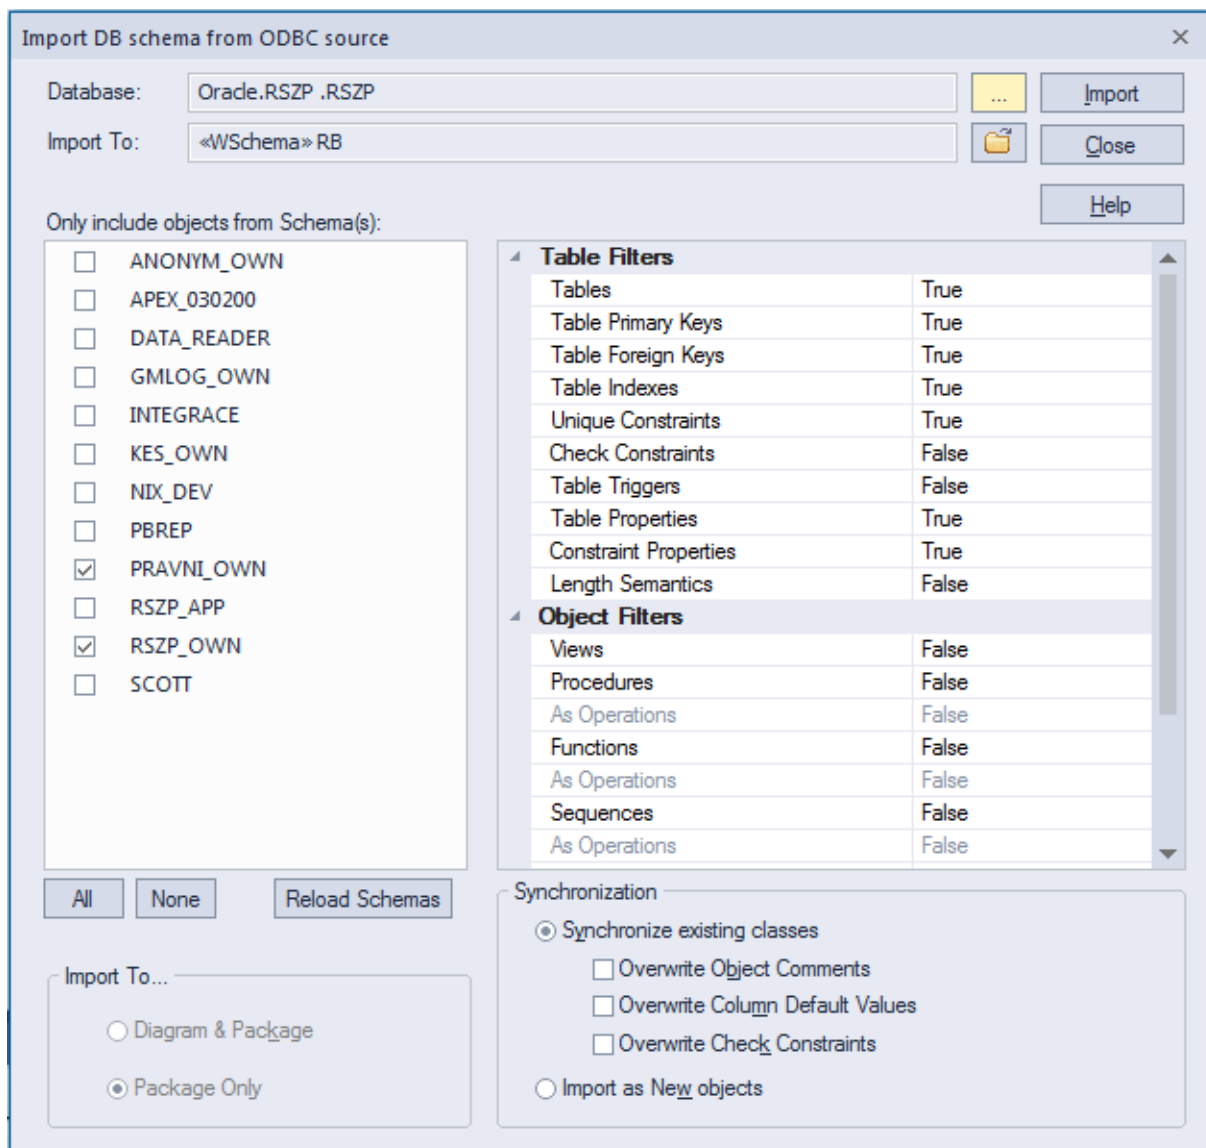 Import DB schema from ODBC source
Database: Oracle.RSZP .RSZP ... Import
Import To: «WSchema» RB Close
Help
Only include objects from Schema(s):
ANONYM_OWN
APEX_030200
DATA_READER
GMLOG_OWN
INTEGRACE
KES_OWN
NIX_DEV
PBREP
PRAVNI_OWN
RSZP_APP
RSZP_OWN
SCOTT
All None Reload Schemas
Import To...
Diagram & Package
Package Only
Table Filters
Tables True
Table Primary Keys True
Table Foreign Keys True
Table Indexes True
Unique Constraints True
Check Constraints False
Table Triggers False
Table Properties True
Constraint Properties True
Length Semantics False
Object Filters
Views False
Procedures False
As Operations False
Functions False
As Operations False
Sequences False
As Operations False
Synchronization
Synchronize existing classes
Overwrite Object Comments
Overwrite Column Default Values
Overwrite Check Constraints
Import as New objects